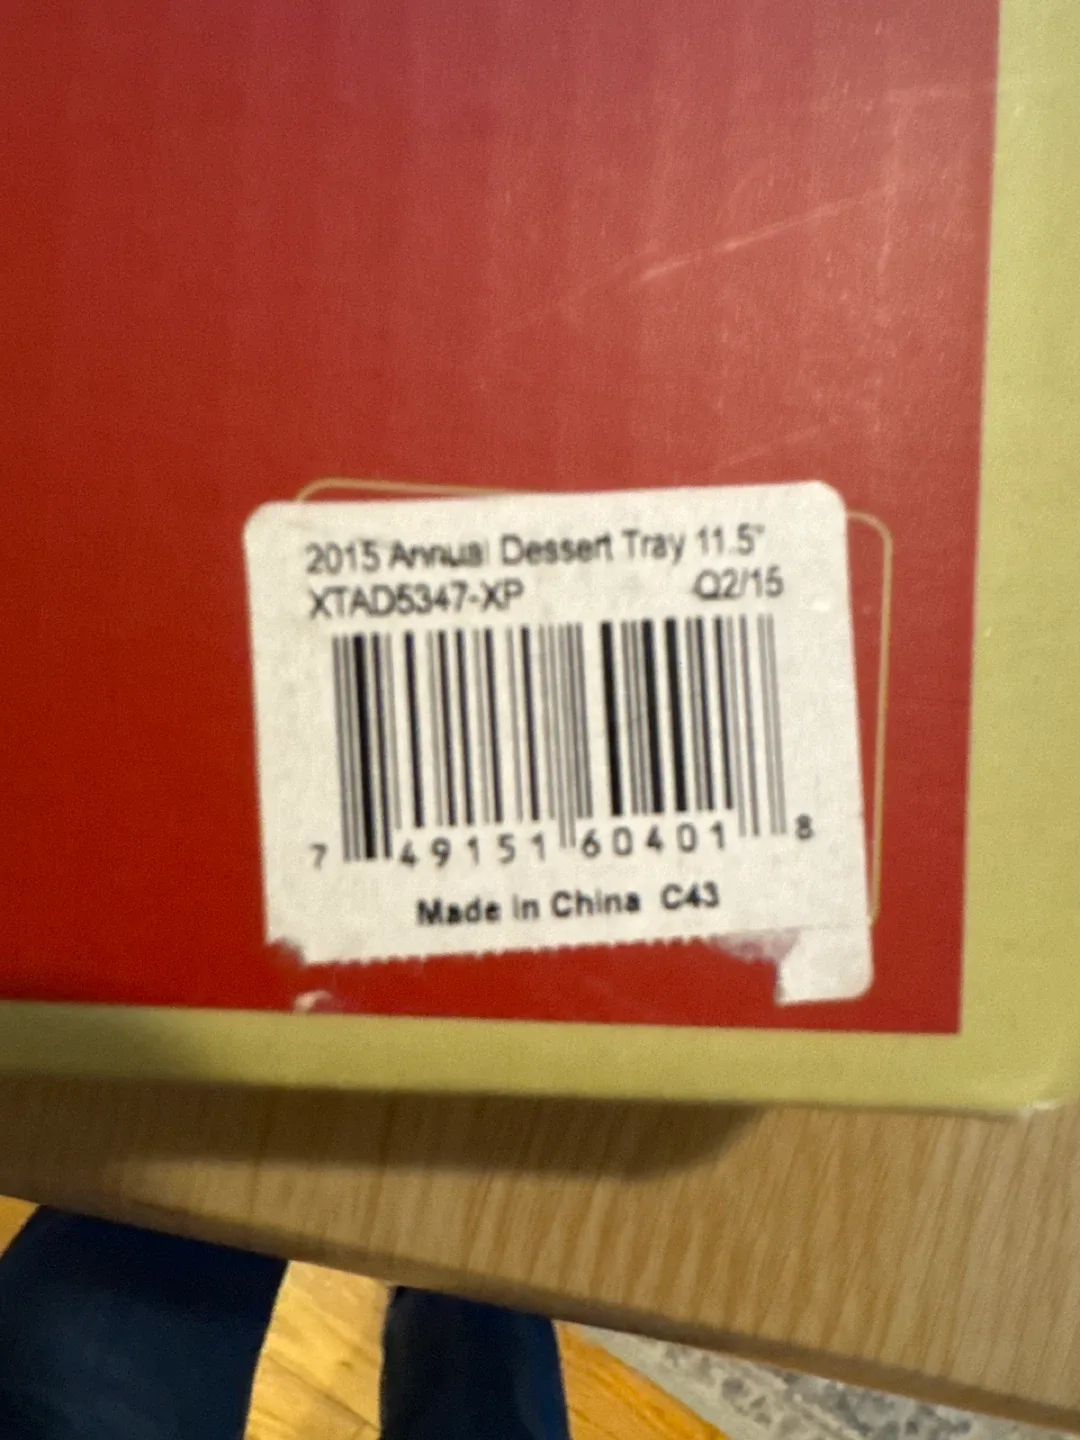 2015 Annual Dessert Tray 11.5"
XTAD5347-XP Q2/15
7 49151 60401 8
Made in China C43